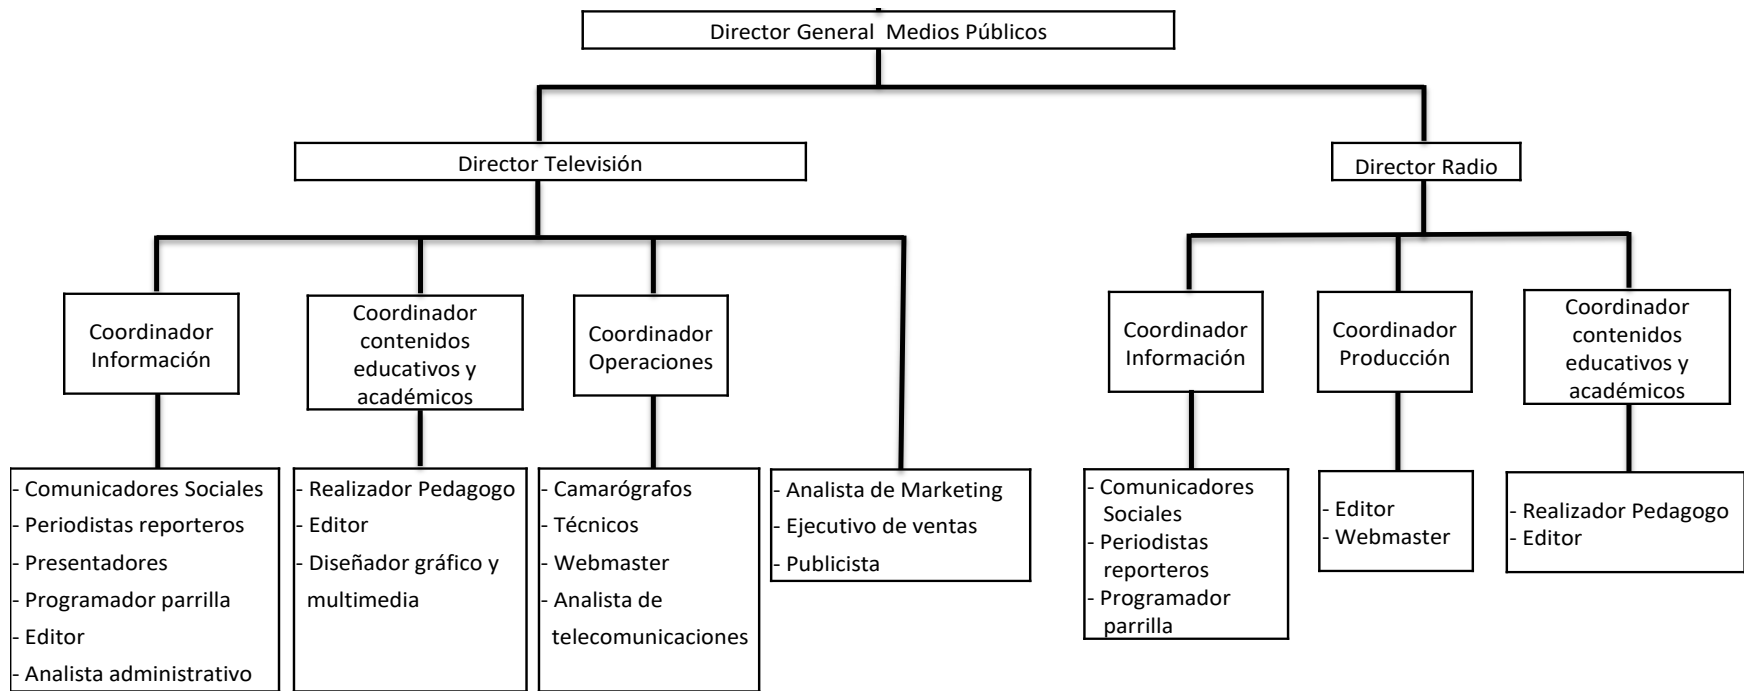 Director General  Medios Públicos
Director Televisión
Director Radio
Coordinador
Información
Coordinador
contenidos
educativos y
académicos
Coordinador
Operaciones
Coordinador
Información
Coordinador
Producción
Coordinador
contenidos
educativos y
académicos
- Comunicadores Sociales
- Periodistas reporteros
- Presentadores
- Programador parrilla
- Editor
- Analista administrativo
- Realizador Pedagogo
- Editor
- Diseñador gráfico y
multimedia
- Camarógrafos
- Técnicos
- Webmaster
- Analista de
telecomunicaciones
- Analista de Marketing
- Ejecutivo de ventas
- Publicista
- Comunicadores
Sociales
- Periodistas
reporteros
- Programador
parrilla
- Editor
- Webmaster
- Realizador Pedagogo
- Editor